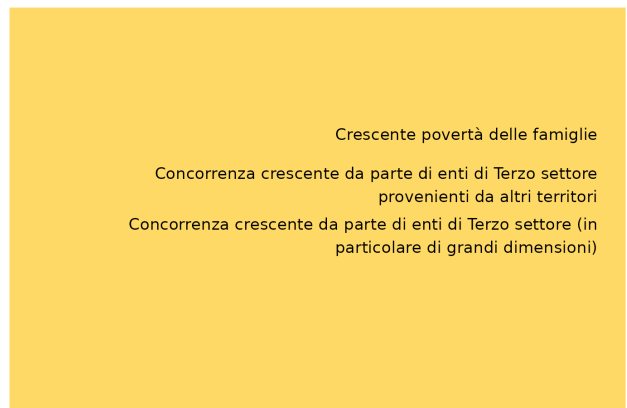 Crescente povertà delle famiglie
Concorrenza crescente da parte di enti di Terzo settore
provenienti da altri territori
Concorrenza crescente da parte di enti di Terzo settore (in
particolare di grandi dimensioni)